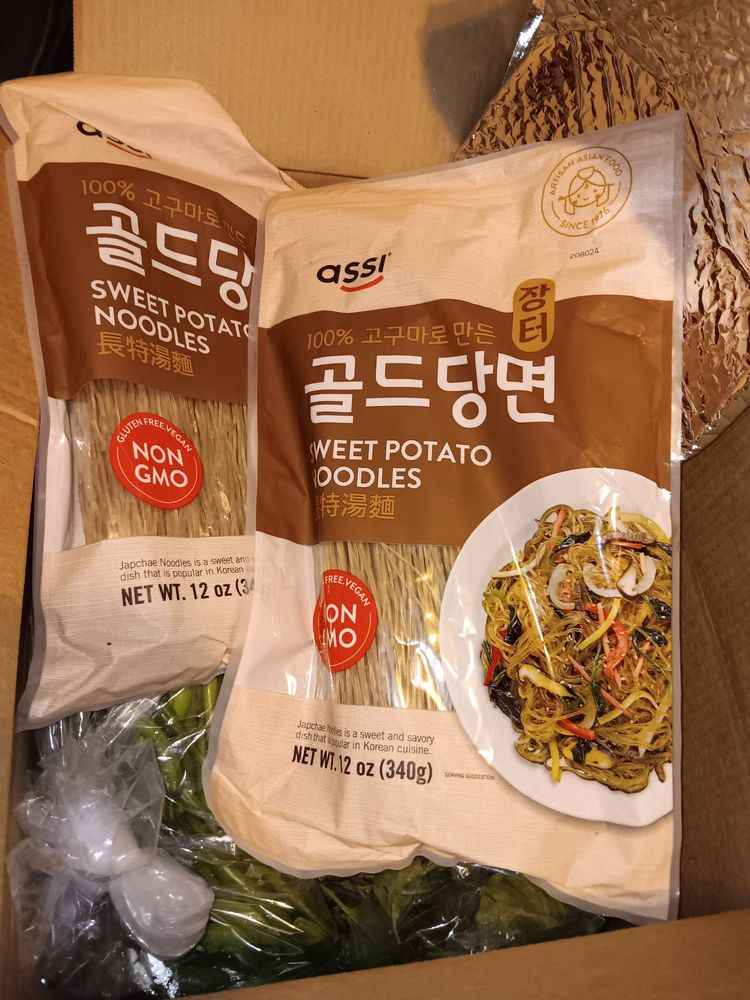 assi
100% 고구마로 만든
골드당
SWEET POTATO
NOODLES
長特湯麵
GLUTEN FREE.VEGAN
NON
GMO
Japchae Noodles is a sweet and
dish that is popular in Korean
NET WT. 12 oz (34
ARTISAN ASIAN FOOD
SINCE 1976
208024
assi
장터
100% 고구마로 만든
골드당면
SWEET POTATO
NOODLES
長特湯麵
FREE.VEGAN
NON
GMO
Japchae Noodles is a sweet and savory
dish that is popular in Korean cuisine.
NET WT. 12 oz (340g)
SERVING SUGGESTION